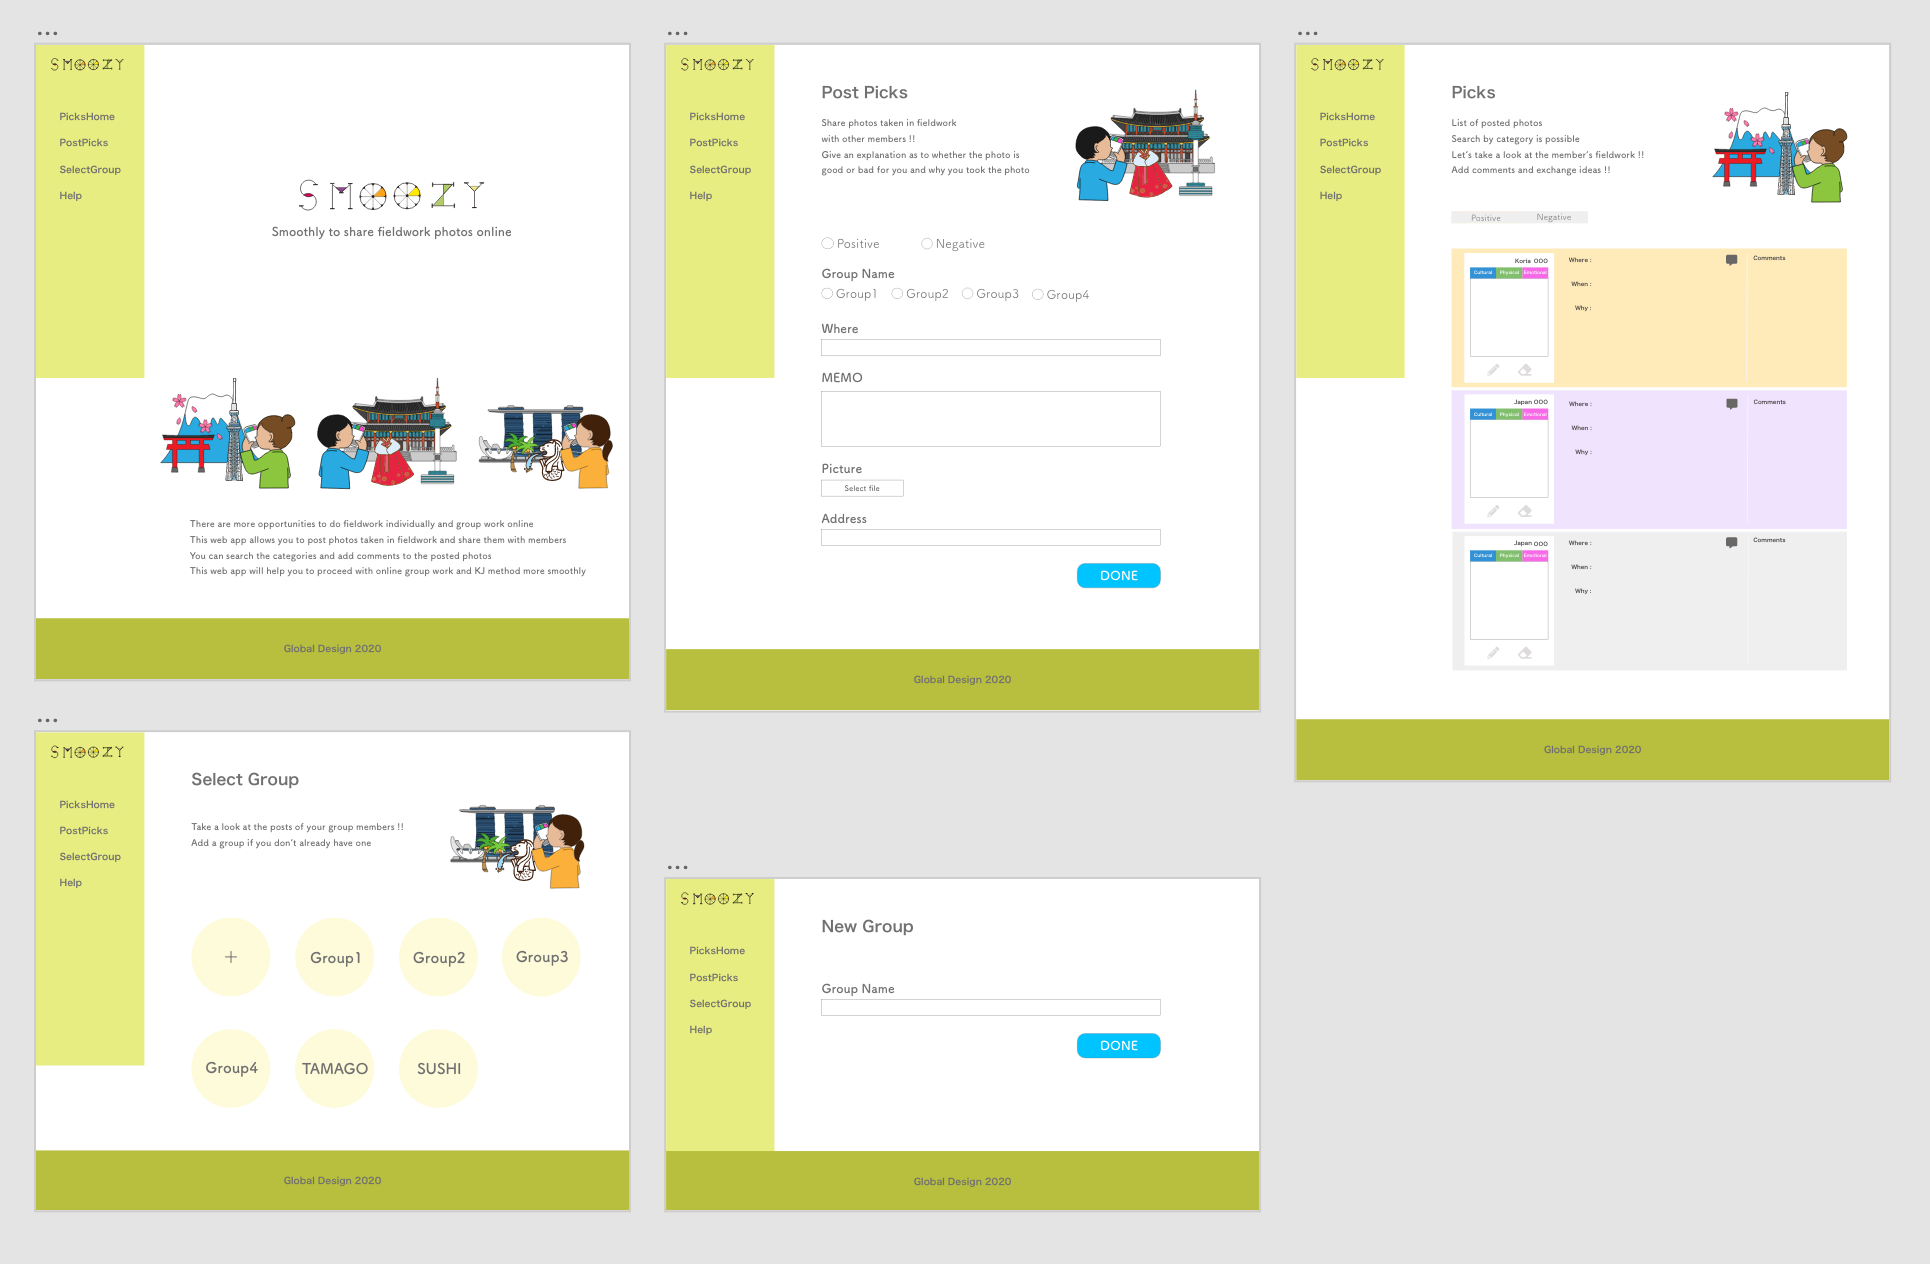 SMOOZY
PicksHome
PostPicks
SelectGroup
Help
SMOOZY
Smoothly to share fieldwork photos online
There are more opportunities to do fieldwork individually and group work online
This web app allows you to post photos taken in fieldwork and share them with members
You can search the categories and add comments to the posted photos
This web app will help you to proceed with online group work and KJ method more smoothly
Global Design 2020
SMOOZY
PicksHome
PostPicks
SelectGroup
Help
Post Picks
Share photos taken in fieldwork
with other members !!
Give an explanation as to whether the photo is
good or bad for you and why you took the photo
Positive Negative
Group Name
Group1 Group2 Group3 Group4
Where
MEMO
Picture
Select file
Address
DONE
Global Design 2020
SMOOZY
PicksHome
PostPicks
SelectGroup
Help
Picks
List of posted photos
Search by category is possible
Let's take a look at the member's fieldwork !!
Add comments and exchange ideas !!
Positive Negative
Koria OOO
Cultural Physical Emotional
Where :
When :
Why :
Comments
Japan OOO
Cultural Physical Emotional
Where :
When :
Why :
Comments
Japan OOO
Cultural Physical Emotional
Where :
When :
Why :
Comments
Global Design 2020
SMOOZY
PicksHome
PostPicks
SelectGroup
Help
Select Group
Take a look at the posts of your group members !!
Add a group if you don't already have one
+ Group1 Group2 Group3
Group4 TAMAGO SUSHI
Global Design 2020
SMOOZY
PicksHome
PostPicks
SelectGroup
Help
New Group
Group Name
DONE
Global Design 2020